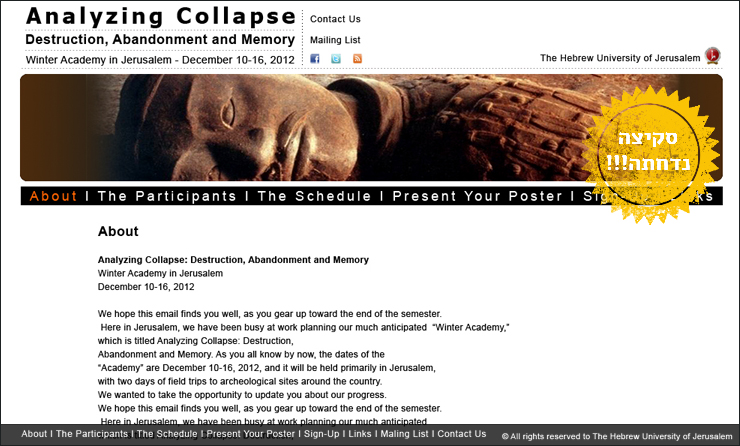 Analyzing Collapse
Destruction, Abandonment and Memory
Winter Academy in Jerusalem - December 10-16, 2012
Contact Us
Mailing List
The Hebrew University of Jerusalem
סקיצה
נדחתה!!!
About I The Participants I The Schedule I Present Your Poster I
About
Analyzing Collapse: Destruction, Abandonment and Memory
Winter Academy in Jerusalem
December 10-16, 2012
We hope this email finds you well, as you gear up toward the end of the semester.
Here in Jerusalem, we have been busy at work planning our much anticipated “Winter Academy,”
which is titled Analyzing Collapse: Destruction,
Abandonment and Memory. As you all know by now, the dates of the
“Academy” are December 10-16, 2012, and it will be held primarily in Jerusalem,
with two days of field trips to archeological sites around the country.
We wanted to take the opportunity to update you about our progress.
We hope this email finds you well, as you gear up toward the end of the semester.
Here in Jerusalem, we have been busy at work planning our much anticipated
About I The Participants I The Schedule I Present Your Poster I Sign-Up I Links I Maling List I Contact Us
© All rights reserved to The Hebrew University of Jerusalem